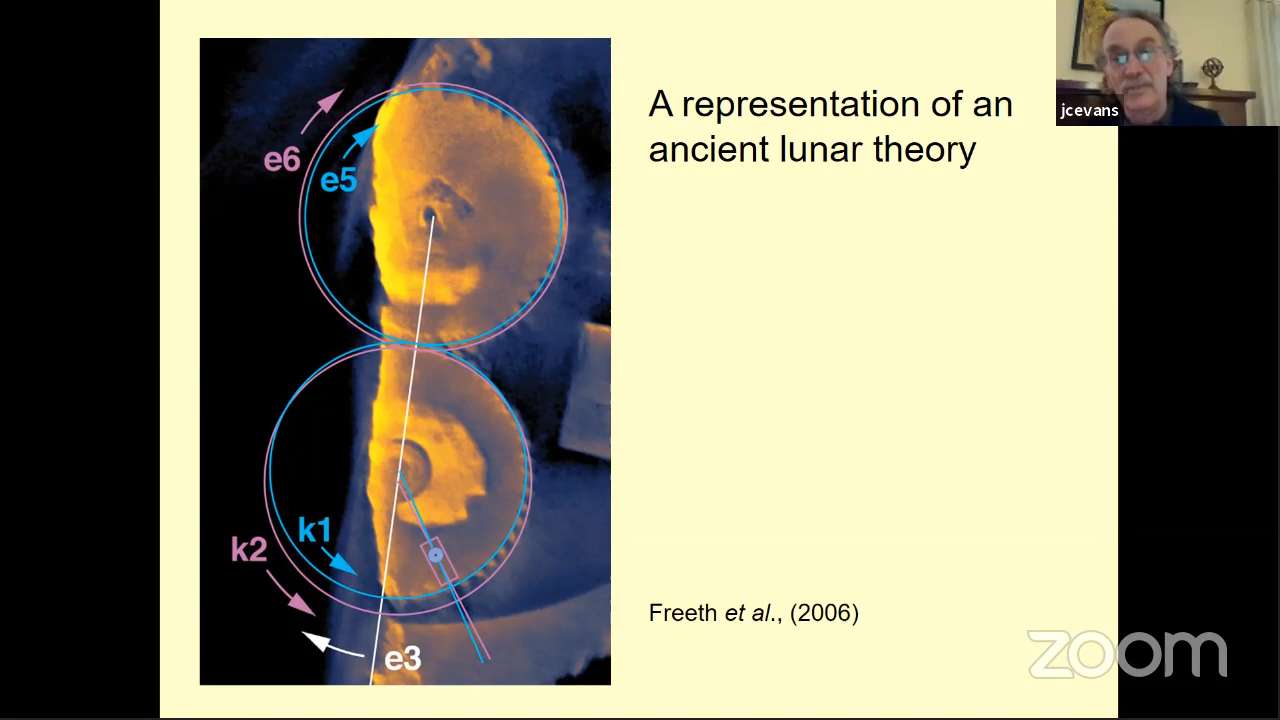 A representation of an
ancient lunar theory
jcevans
e6
e5
k1
k2
e3
Freeth et al., (2006)
zoom